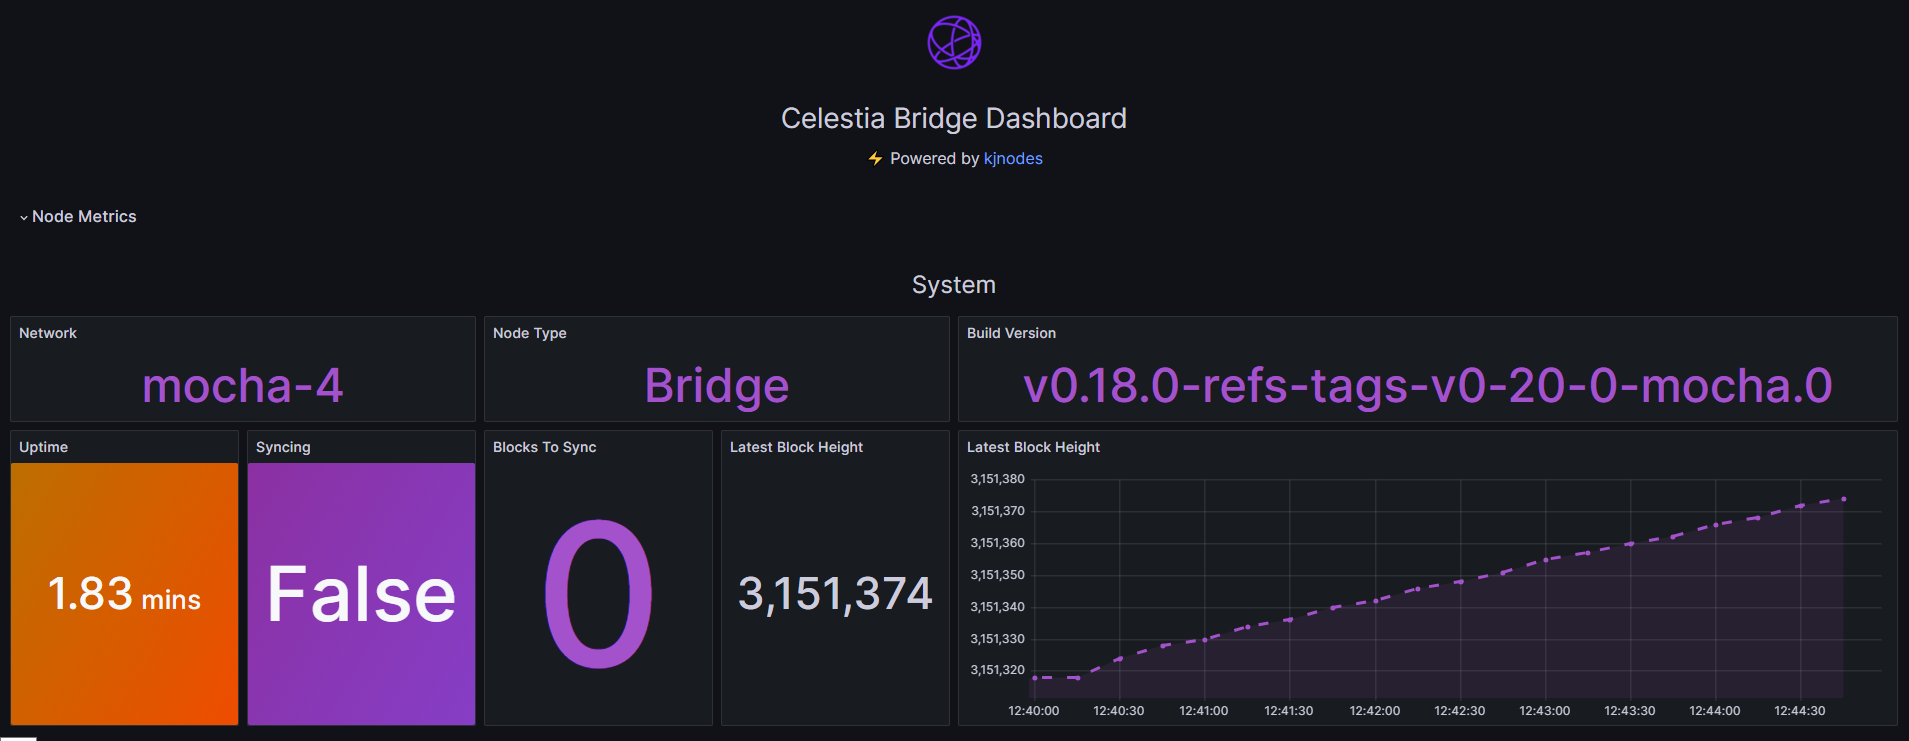 Celestia Bridge Dashboard
⚡ Powered by kjnodes
Node Metrics
System
Network
mocha-4
Node Type
Bridge
Build Version
v0.18.0-refs-tags-v0-20-0-mocha.0
Uptime
1.83 mins
Syncing
False
Blocks To Sync
0
Latest Block Height
3,151,374
Latest Block Height
3,151,380
3,151,370
3,151,360
3,151,350
3,151,340
3,151,330
3,151,320
12:40:00 12:40:30 12:41:00 12:41:30 12:42:00 12:42:30 12:43:00 12:43:30 12:44:00 12:44:30